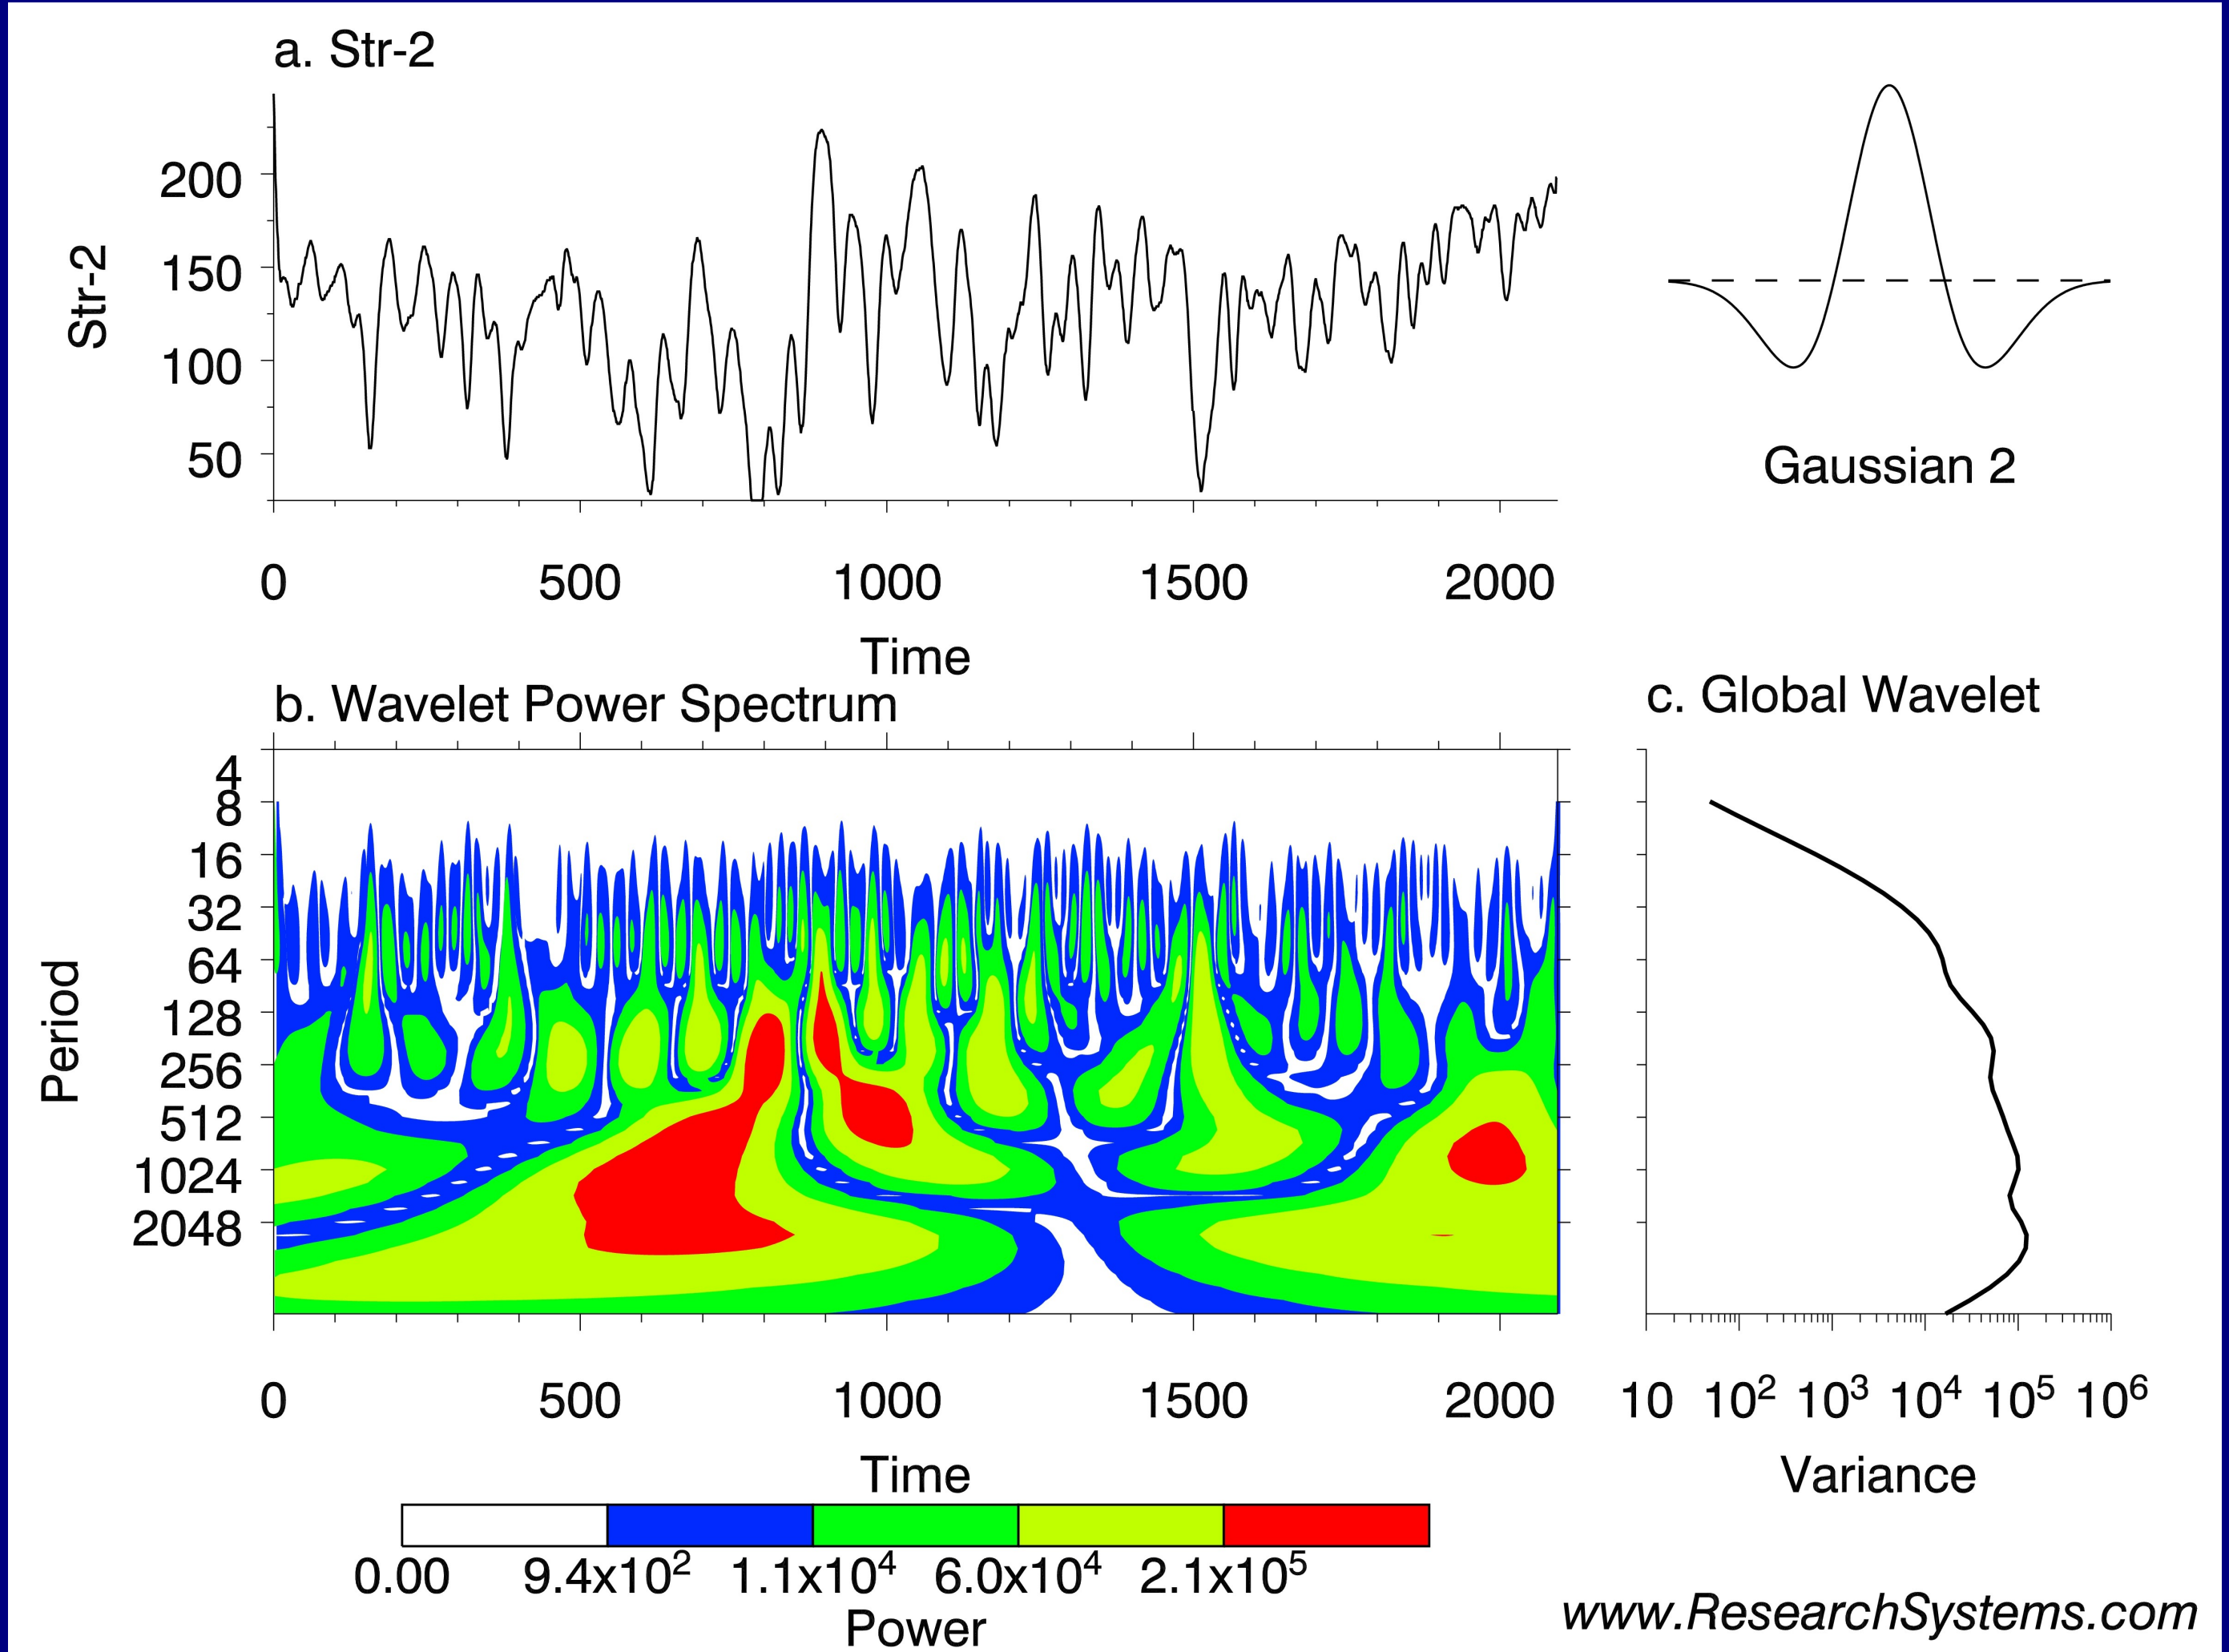 a. Str-2
200
150
100
50
Str-2
0 500 1000 1500 2000
Time
Gaussian 2
b. Wavelet Power Spectrum
4
8
16
32
64
128
256
512
1024
2048
Period
0 500 1000 1500 2000
Time
c. Global Wavelet
10 10² 10³ 10⁴ 10⁵ 10⁶
Variance
0.00 9.4x10² 1.1x10⁴ 6.0x10⁴ 2.1x10⁵
Power
www.ResearchSystems.com